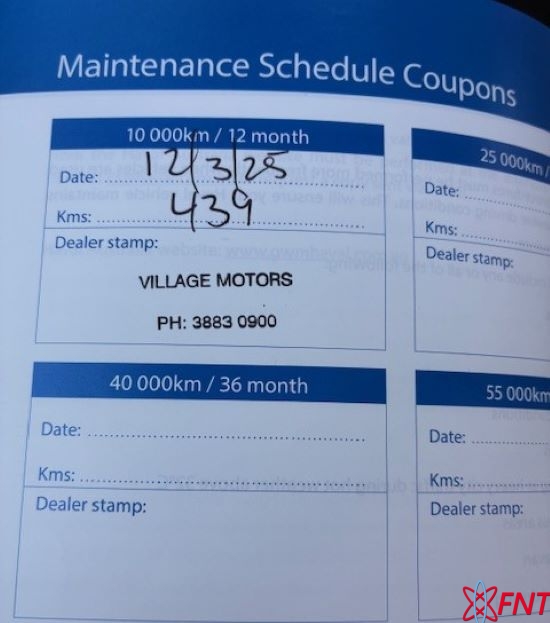 Maintenance Schedule Coupons
10 000km / 12 month
Date: 12/3/25
Kms: 439
Dealer stamp:
VILLAGE MOTORS
PH: 3883 0900
25 000km /
Date:
Kms:
Dealer stamp:
40 000km / 36 month
Date:
Kms:
Dealer stamp:
55 000km
Date:
Kms:
Dealer stamp:
FNT